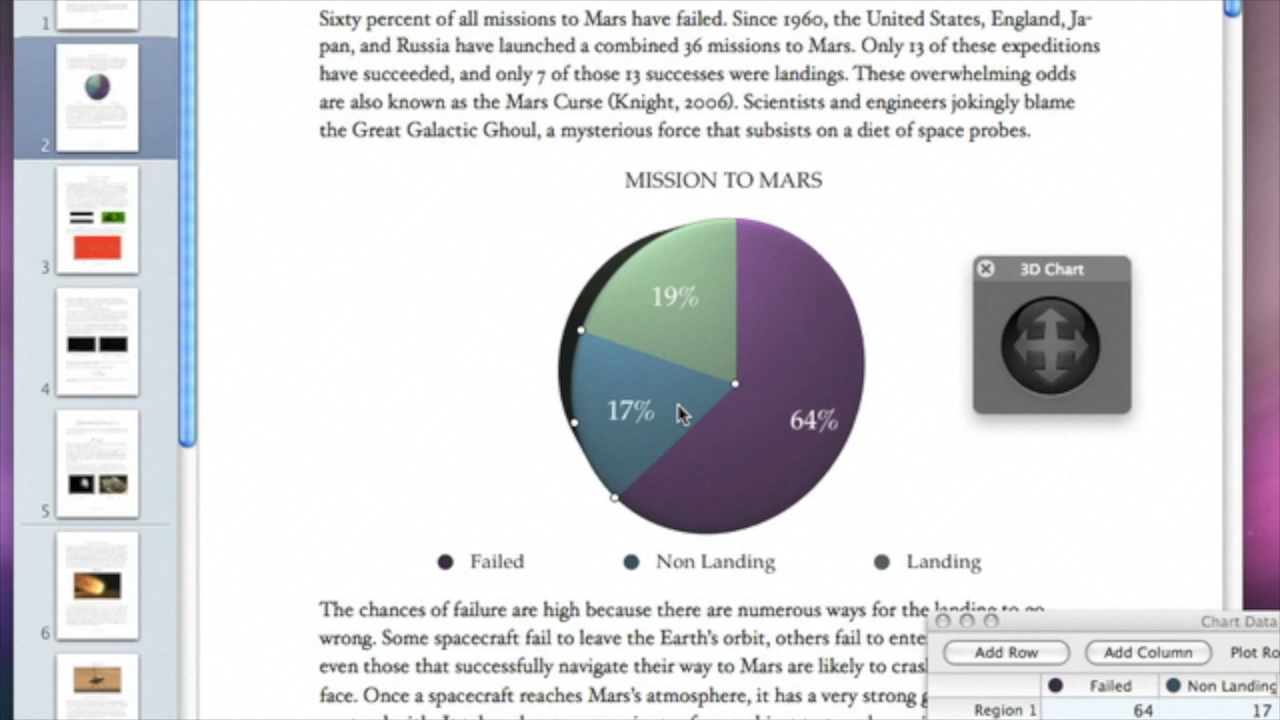 Sixty percent of all missions to Mars have failed. Since 1960, the United States, England, Ja-
pan, and Russia have launched a combined 36 missions to Mars. Only 13 of these expeditions
have succeeded, and only 7 of those 13 successes were landings. These overwhelming odds
are also known as the Mars Curse (Knight, 2006). Scientists and engineers jokingly blame
the Great Galactic Ghoul, a mysterious force that subsists on a diet of space probes.
MISSION TO MARS
19%
17%
64%
Failed
Non Landing
Landing
3D Chart
The chances of failure are high because there are numerous ways for the landing to go
wrong. Some spacecraft fail to leave the Earth's orbit, others fail to
even those that successfully navigate their way to Mars are likely to
face. Once a spacecraft reaches Mars's atmosphere, it has a very strong
Chart Data
Add Row
Add Column
Plot
Failed
Non Landing
Region 1
64
17
1
2
3
4
5
6